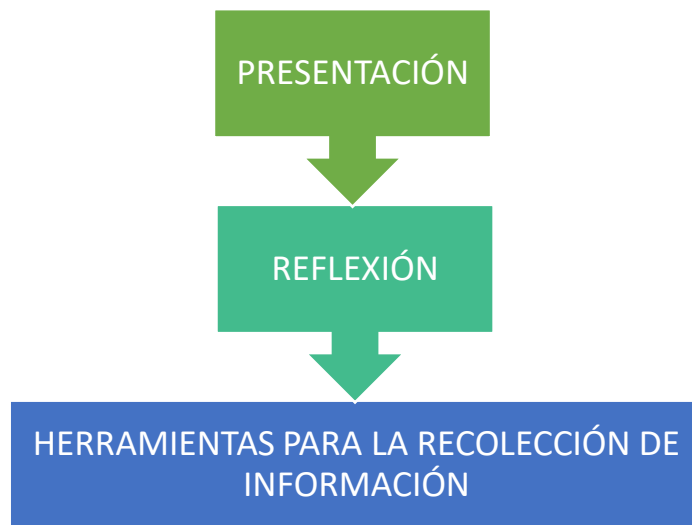 PRESENTACIÓN
REFLEXIÓN
HERRAMIENTAS PARA LA RECOLECCIÓN DE
INFORMACIÓN